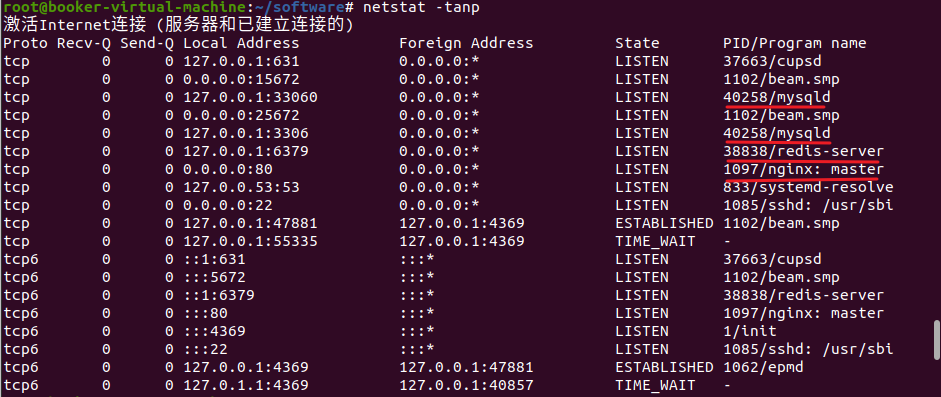 root@booker-virtual-machine:~/software# netstat -tanp
激活Internet连接 (服务器和已建立连接的)
Proto Recv-Q Send-Q Local Address           Foreign Address         State       PID/Program name
tcp        0      0 127.0.0.1:631           0.0.0.0:*               LISTEN      37663/cupsd
tcp        0      0 0.0.0.0:15672           0.0.0.0:*               LISTEN      1102/beam.smp
tcp        0      0 127.0.0.1:33060         0.0.0.0:*               LISTEN      40258/mysqld
tcp        0      0 0.0.0.0:25672           0.0.0.0:*               LISTEN      1102/beam.smp
tcp        0      0 127.0.0.1:3306          0.0.0.0:*               LISTEN      40258/mysqld
tcp        0      0 127.0.0.1:6379          0.0.0.0:*               LISTEN      38838/redis-server
tcp        0      0 0.0.0.0:80              0.0.0.0:*               LISTEN      1097/nginx: master
tcp        0      0 127.0.0.53:53           0.0.0.0:*               LISTEN      833/systemd-resolve
tcp        0      0 0.0.0.0:22              0.0.0.0:*               LISTEN      1085/sshd: /usr/sbi
tcp        0      0 127.0.0.1:47881         127.0.0.1:4369          ESTABLISHED 1102/beam.smp
tcp        0      0 127.0.0.1:55335         127.0.0.1:4369          TIME_WAIT   -
tcp6       0      0 ::1:631                 :::*                    LISTEN      37663/cupsd
tcp6       0      0 :::5672                 :::*                    LISTEN      1102/beam.smp
tcp6       0      0 ::1:6379                :::*                    LISTEN      38838/redis-server
tcp6       0      0 :::80                   :::*                    LISTEN      1097/nginx: master
tcp6       0      0 :::4369                 :::*                    LISTEN      1/init
tcp6       0      0 :::22                   :::*                    LISTEN      1085/sshd: /usr/sbi
tcp6       0      0 127.0.0.1:4369          127.0.0.1:47881         ESTABLISHED 1062/epmd
tcp6       0      0 127.0.1.1:4369          127.0.0.1:40857         TIME_WAIT   -